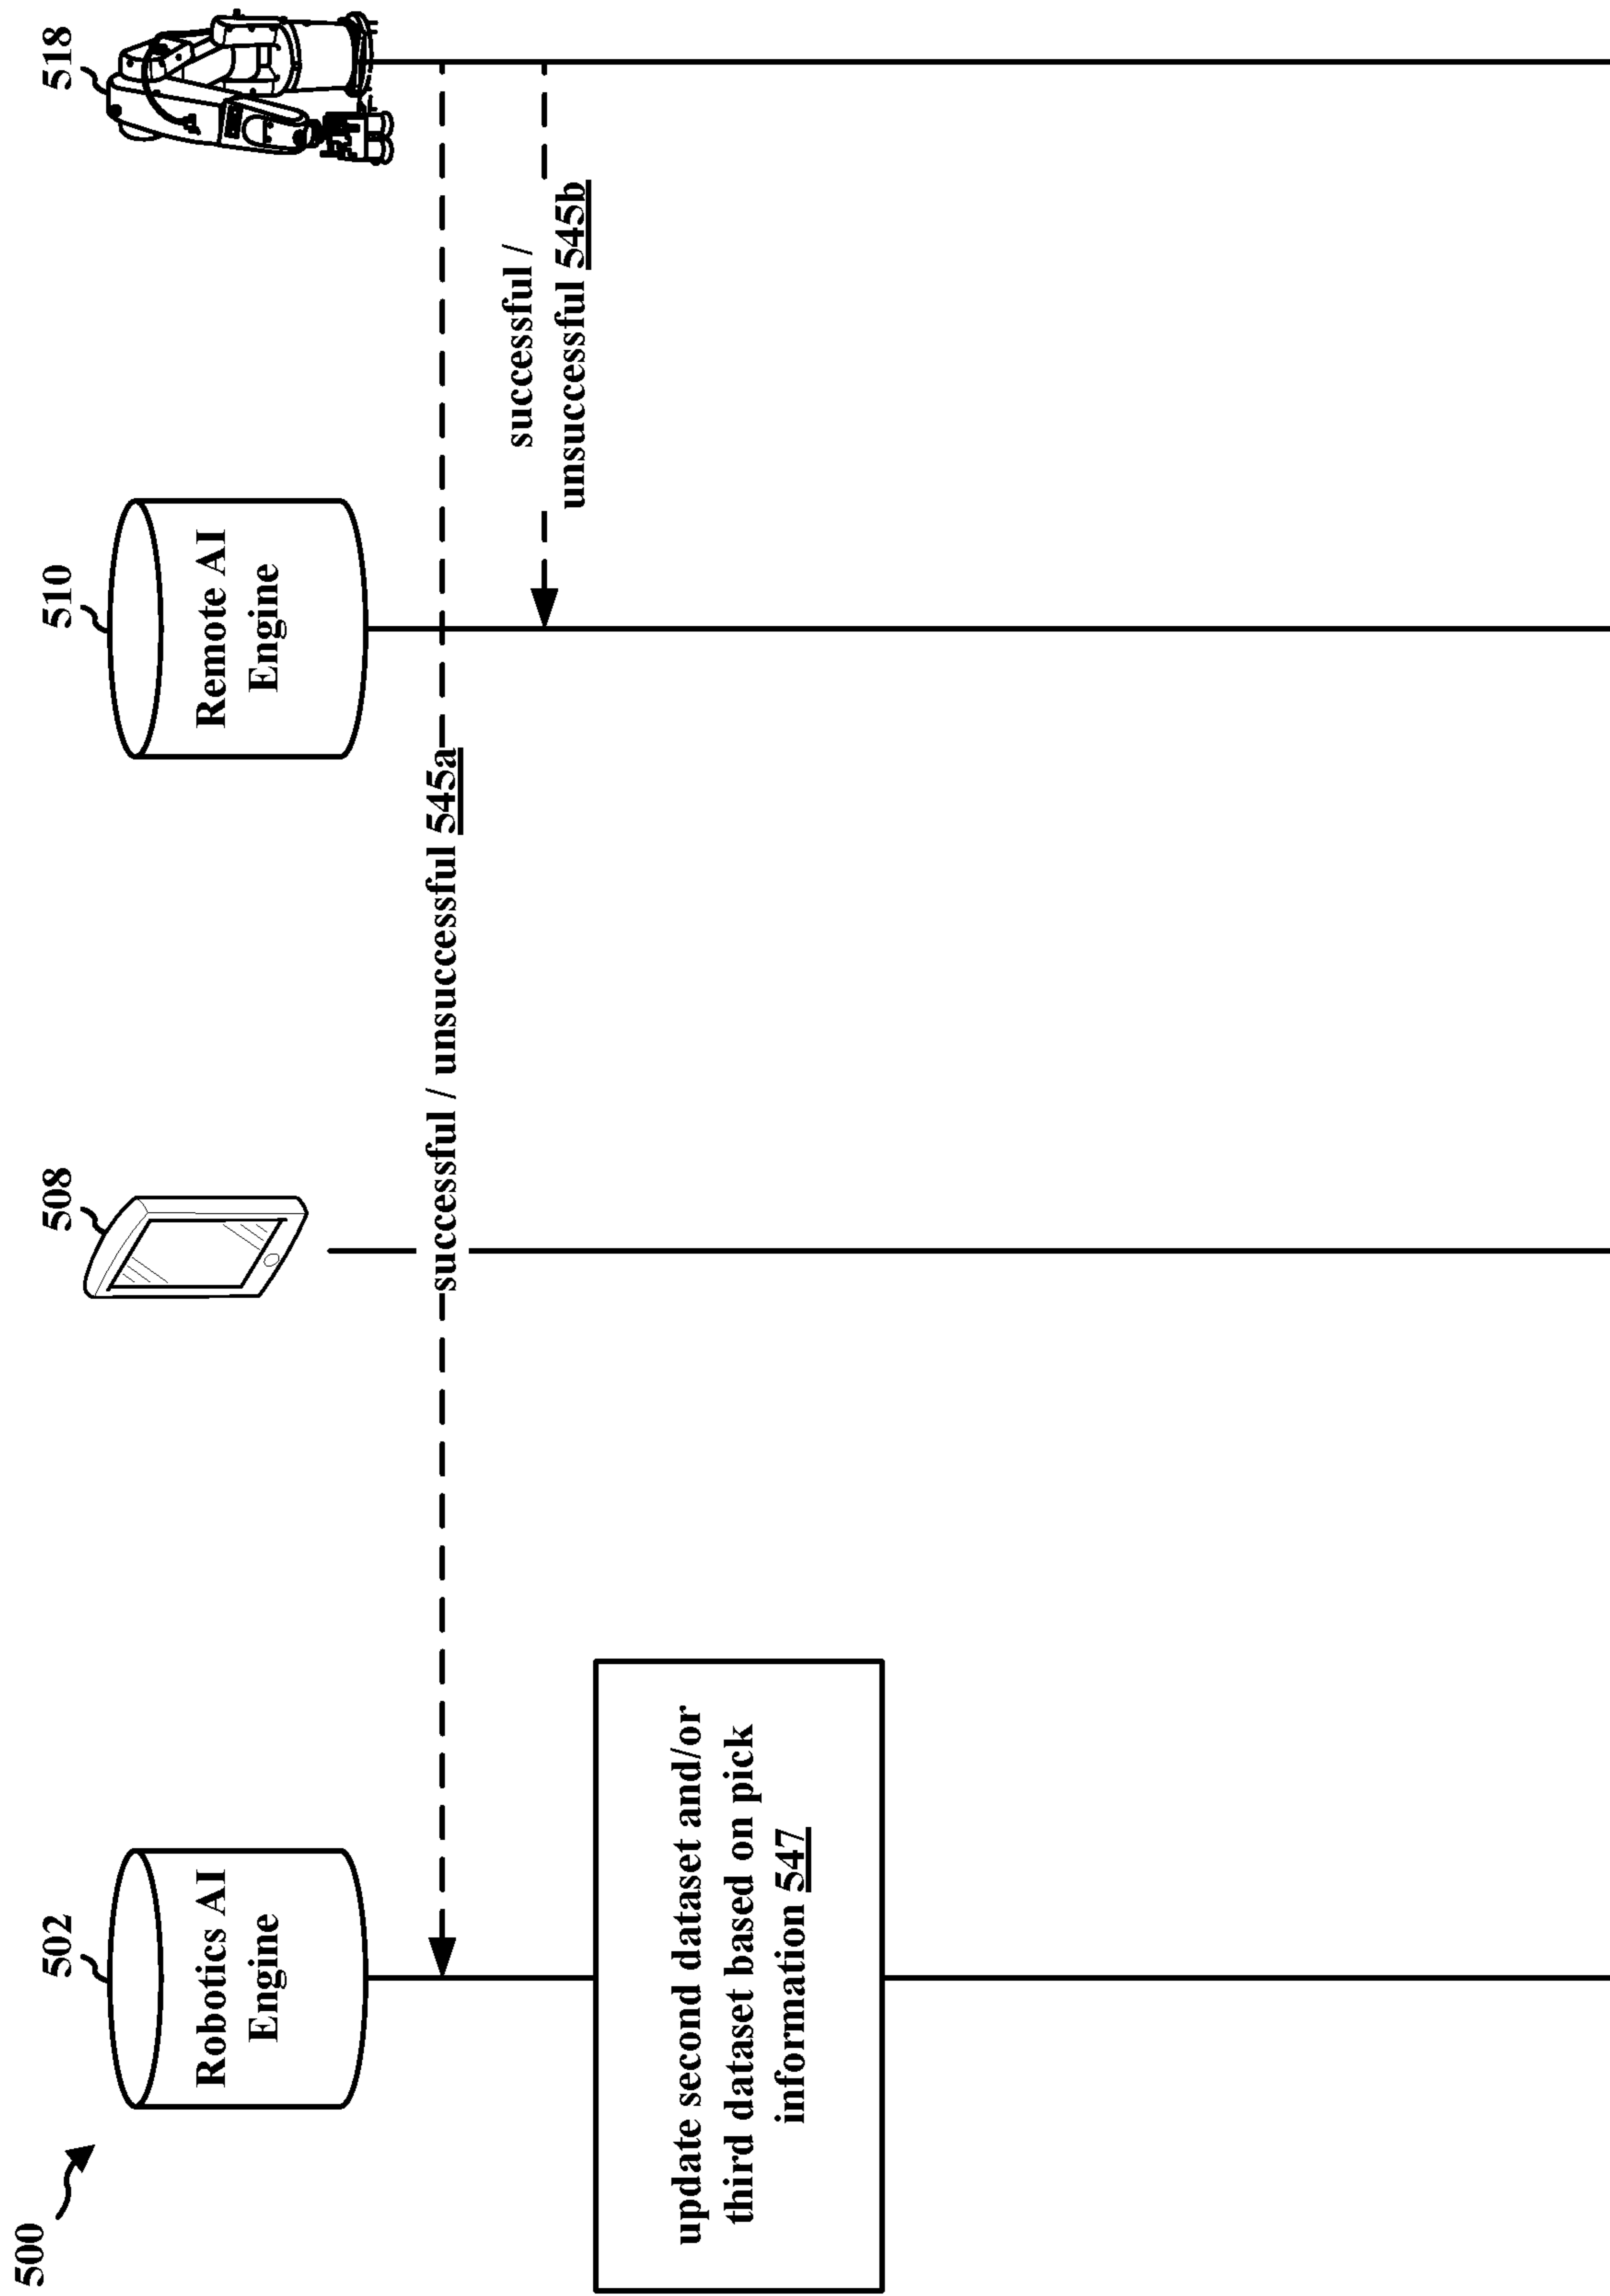 500
502
508
510
518
Robotics AI
Engine
Remote AI
Engine
successful / unsuccessful 545a
successful /
unsuccessful 545b
update second dataset and/or
third dataset based on pick
information 547